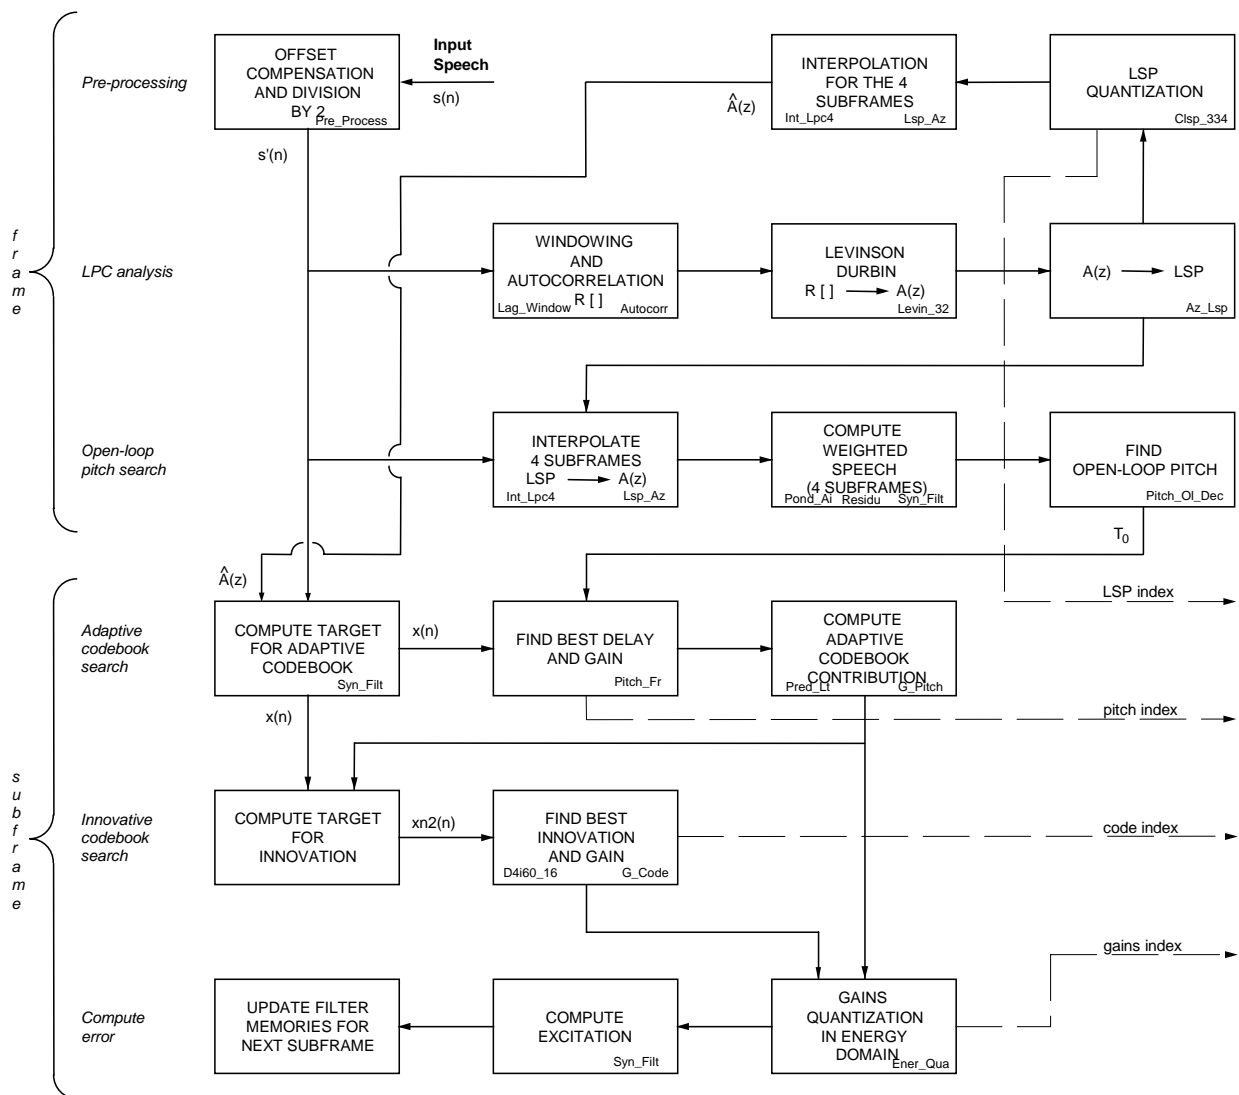 Pre-processing
OFFSET
COMPENSATION
AND DIVISION
BY 2
Pre_Process
Input
Speech
s(n)
s'(n)
Â(z)
INTERPOLATION
FOR THE 4
SUBFRAMES
Int_Lpc4
Lsp_Az
LSP
QUANTIZATION
Clsp_334
frame
LPC analysis
WINDOWING
AND
AUTOCORRELATION
R [ ]
Lag_Window
Autocorr
LEVINSON
DURBIN
R [ ] → A(z)
Levin_32
A(z) → LSP
Az_Lsp
Open-loop
pitch search
INTERPOLATE
4 SUBFRAMES
LSP → A(z)
Int_Lpc4
Lsp_Az
COMPUTE
WEIGHTED
SPEECH
(4 SUBFRAMES)
Pond_Ai
Residu
Syn_Filt
FIND
OPEN-LOOP PITCH
Pitch_Ol_Dec
T0
Â(z)
LSP index
Adaptive
codebook
search
COMPUTE TARGET
FOR ADAPTIVE
CODEBOOK
Syn_Filt
x(n)
FIND BEST DELAY
AND GAIN
Pitch_Fr
COMPUTE
ADAPTIVE
CODEBOOK
CONTRIBUTION
Pred_Lt
G_Pitch
x(n)
pitch index
subframe
Innovative
codebook
search
COMPUTE TARGET
FOR
INNOVATION
xn2(n)
FIND BEST
INNOVATION
AND GAIN
D4i60_16
G_Code
code index
gains index
Compute
error
UPDATE FILTER
MEMORIES FOR
NEXT SUBFRAME
COMPUTE
EXCITATION
Syn_Filt
GAINS
QUANTIZATION
IN ENERGY
DOMAIN
Ener_Qua